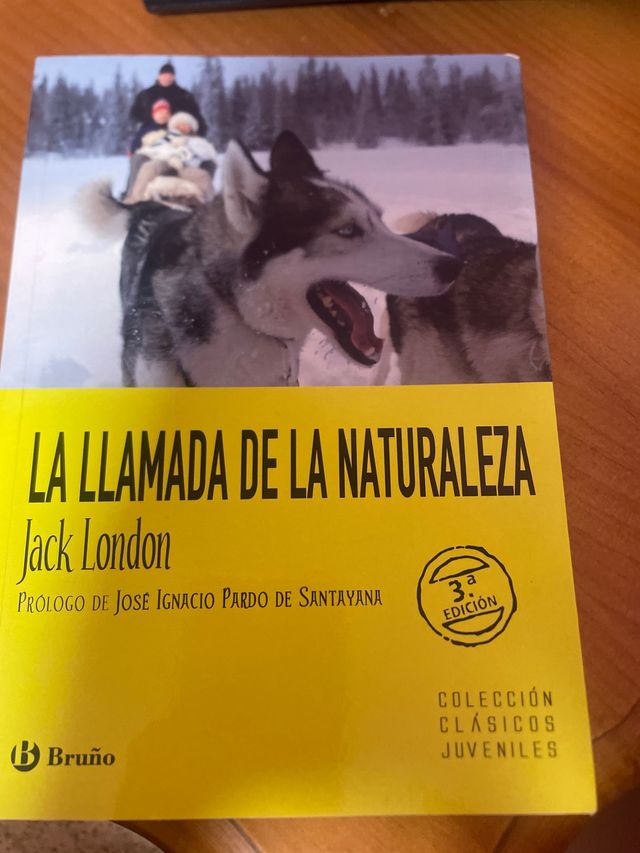 LA LLAMADA DE LA NATURALEZA
Jack London
PRÓLOGO DE JOSÉ IGNACIO PARDO DE SANTAYANA
3.ª
EDICIÓN
COLECCIÓN
CLÁSICOS
JUVENILES
B Bruño